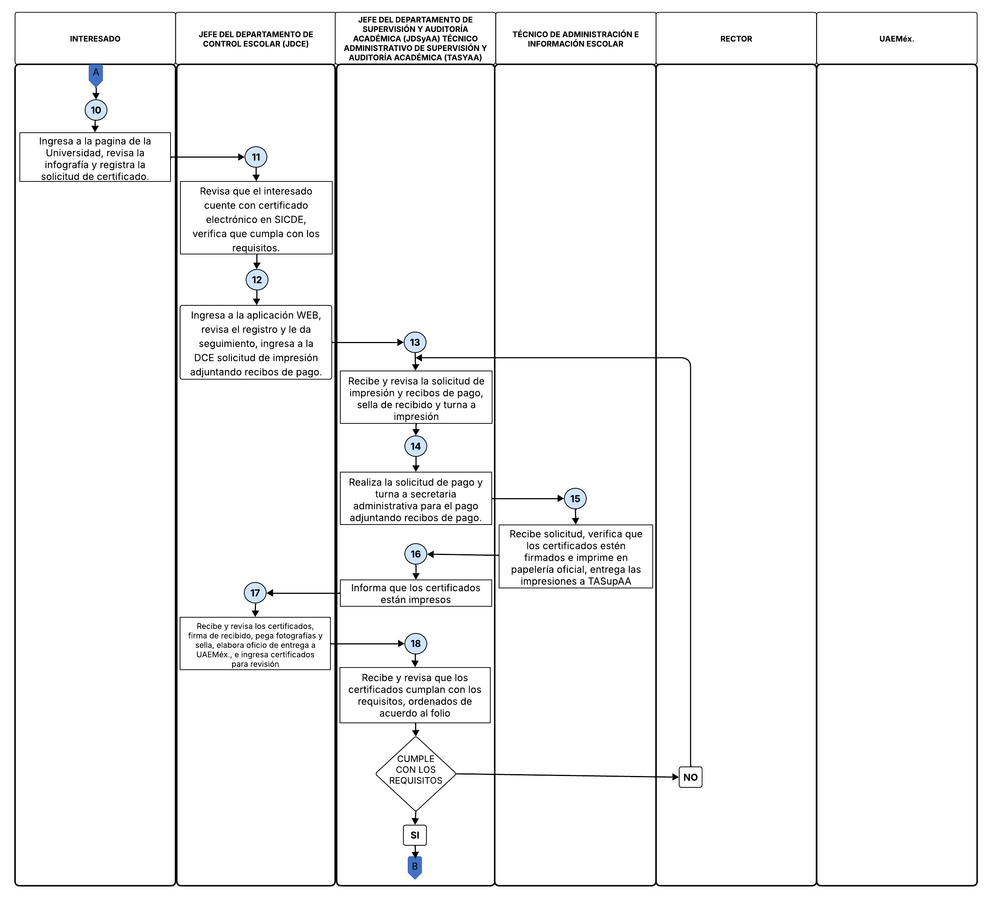 INTERESADO
JEFE DEL DEPARTAMENTO DE
CONTROL ESCOLAR (JDCE)
JEFE DEL DEPARTAMENTO DE
SUPERVISIÓN Y AUDITORÍA
ACADÉMICA (JDSyAA) TÉCNICO
ADMINISTRATIVO DE SUPERVISIÓN Y
AUDITORÍA ACADÉMICA (TASYAA)
TÉCNICO DE ADMINISTRACIÓN E
INFORMACIÓN ESCOLAR
RECTOR
UAEMéx.
A
10
Ingresa a la pagina de la
Universidad, revisa la
infografía y registra la
solicitud de certificado.
11
Revisa que el interesado
cuente con certificado
electrónico en SICDE,
verifica que cumpla con los
requisitos.
12
Ingresa a la aplicación WEB,
revisa el registro y le da
seguimiento, ingresa a la
DCE solicitud de impresión
adjuntando recibos de pago.
13
Recibe y revisa la solicitud de
impresión y recibos de pago,
sella de recibido y turna a
impresión
14
Realiza la solicitud de pago y
turna a secretaria
administrativa para el pago
adjuntando recibos de pago.
15
Recibe solicitud, verifica que
los certificados estén
firmados e imprime en
papelería oficial, entrega las
impresiones a TASupAA
16
Informa que los certificados
están impresos
17
Recibe y revisa los certificados,
firma de recibido, pega fotografías y
sella, elabora oficio de entrega a
UAEMéx., e ingresa certificados
para revisión
18
Recibe y revisa que los
certificados cumplan con los
requisitos, ordenados de
acuerdo al folio
CUMPLE
CON LOS
REQUISITOS
NO
SI
B